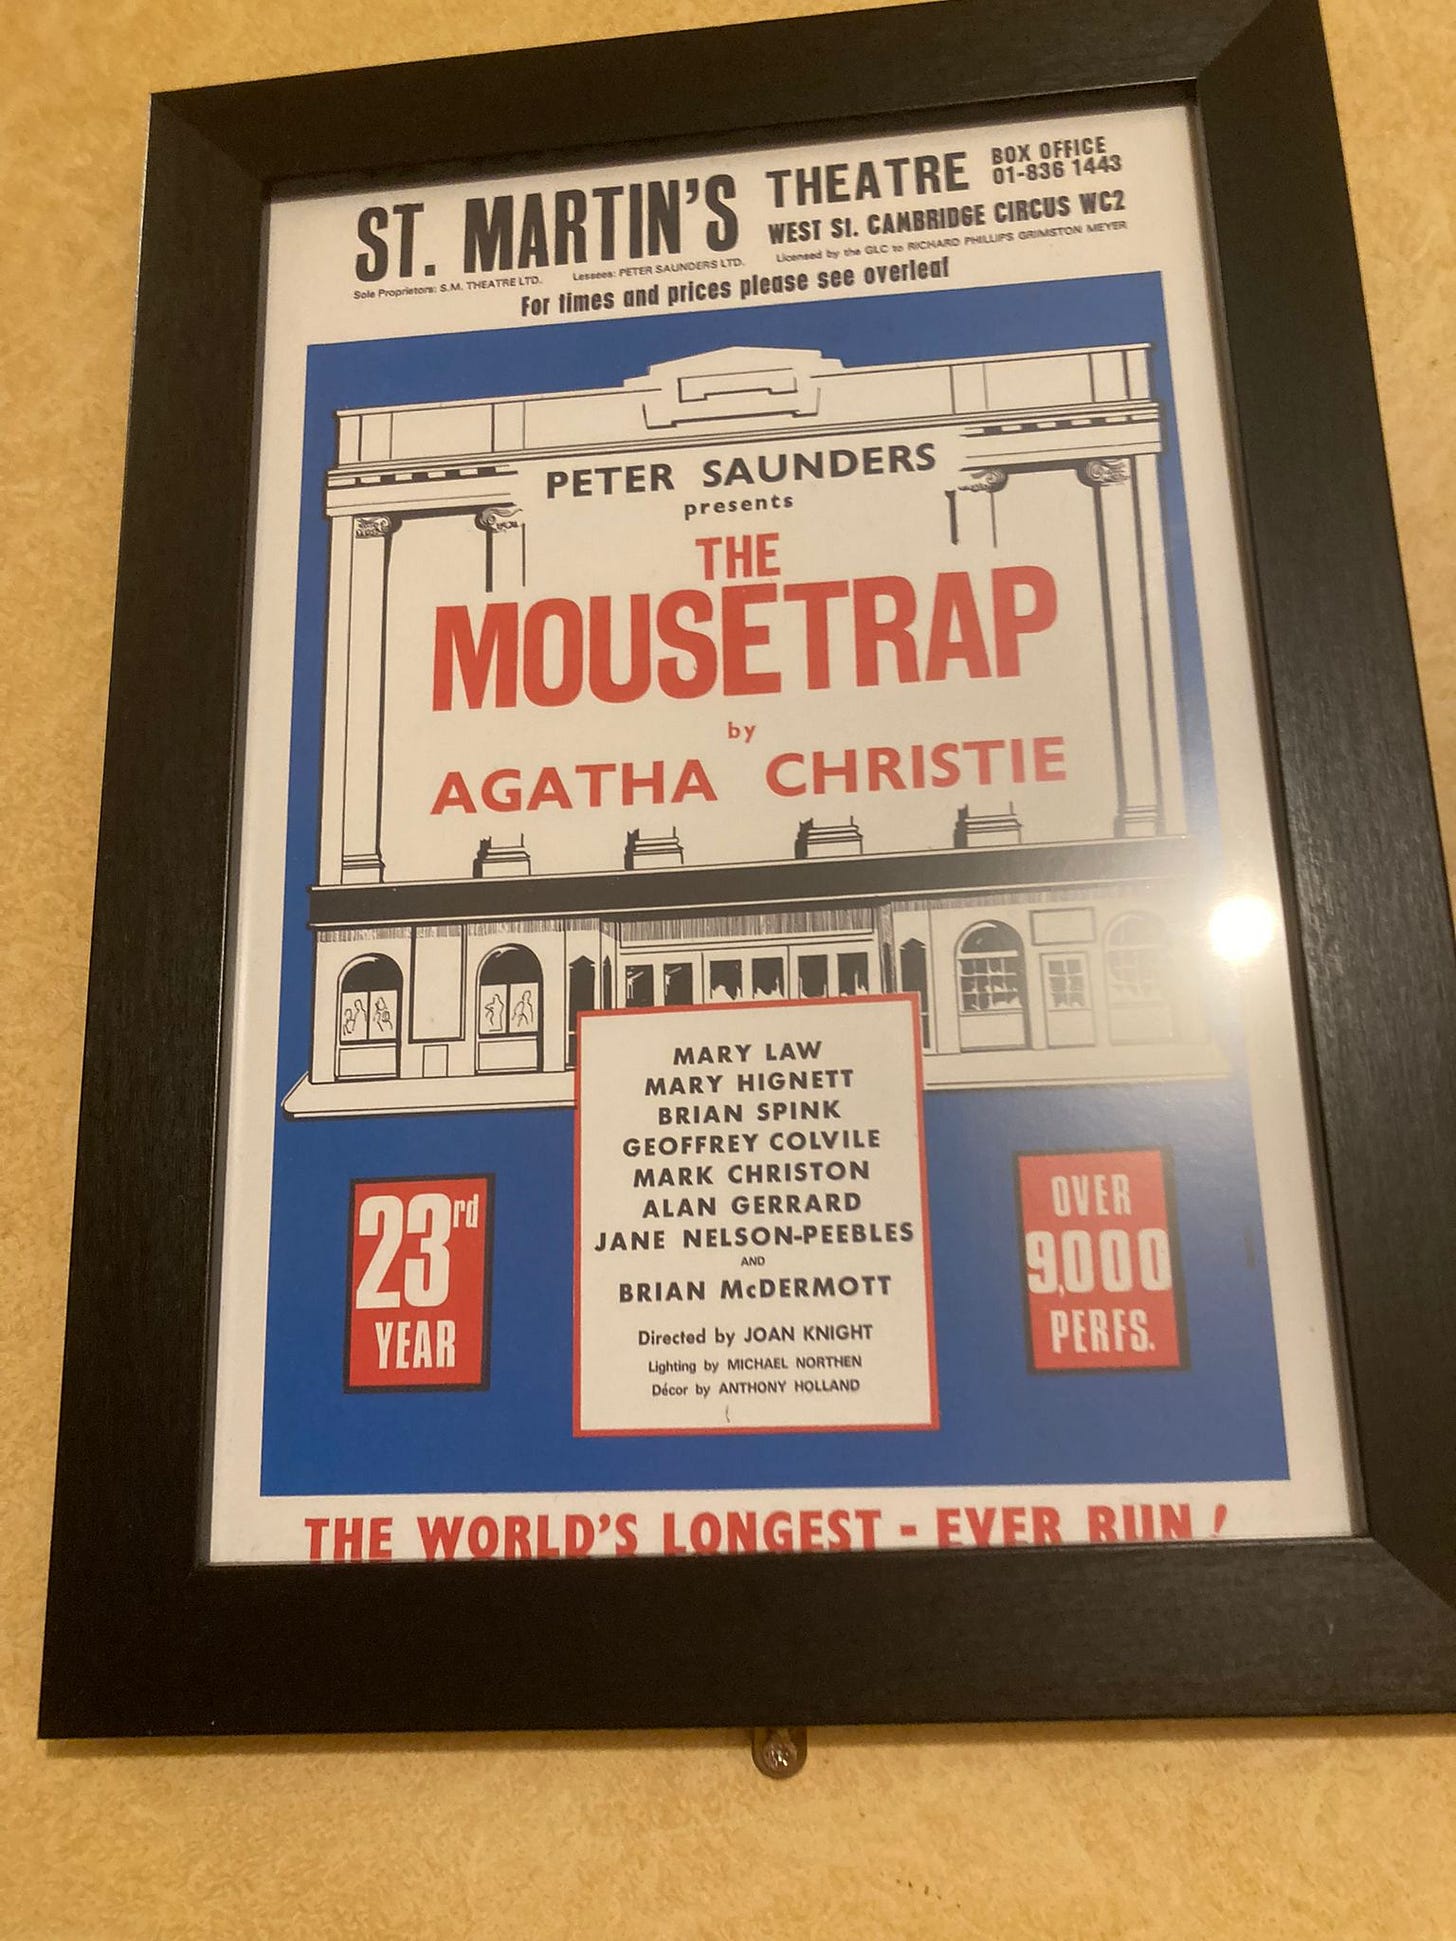 ST. MARTIN'S THEATRE
BOX OFFICE
01-836 1443
WEST ST. CAMBRIDGE CIRCUS WC2
Sole Proprietors: S.M. THEATRE LTD. Lessees: PETER SAUNDERS LTD. Licensed by the GLC to RICHARD PHILLIPS GRIMSTON MEYER
For times and prices please see overleaf
PETER SAUNDERS
presents
THE
MOUSETRAP
by
AGATHA CHRISTIE
MARY LAW
MARY HIGNETT
BRIAN SPINK
GEOFFREY COLVILE
MARK CHRISTON
ALAN GERRARD
JANE NELSON-PEEBLES
AND
BRIAN McDERMOTT
Directed by JOAN KNIGHT
Lighting by MICHAEL NORTHEN
Décor by ANTHONY HOLLAND
23rd
YEAR
OVER
9,000
PERFS.
THE WORLD'S LONGEST-EVER RUN!